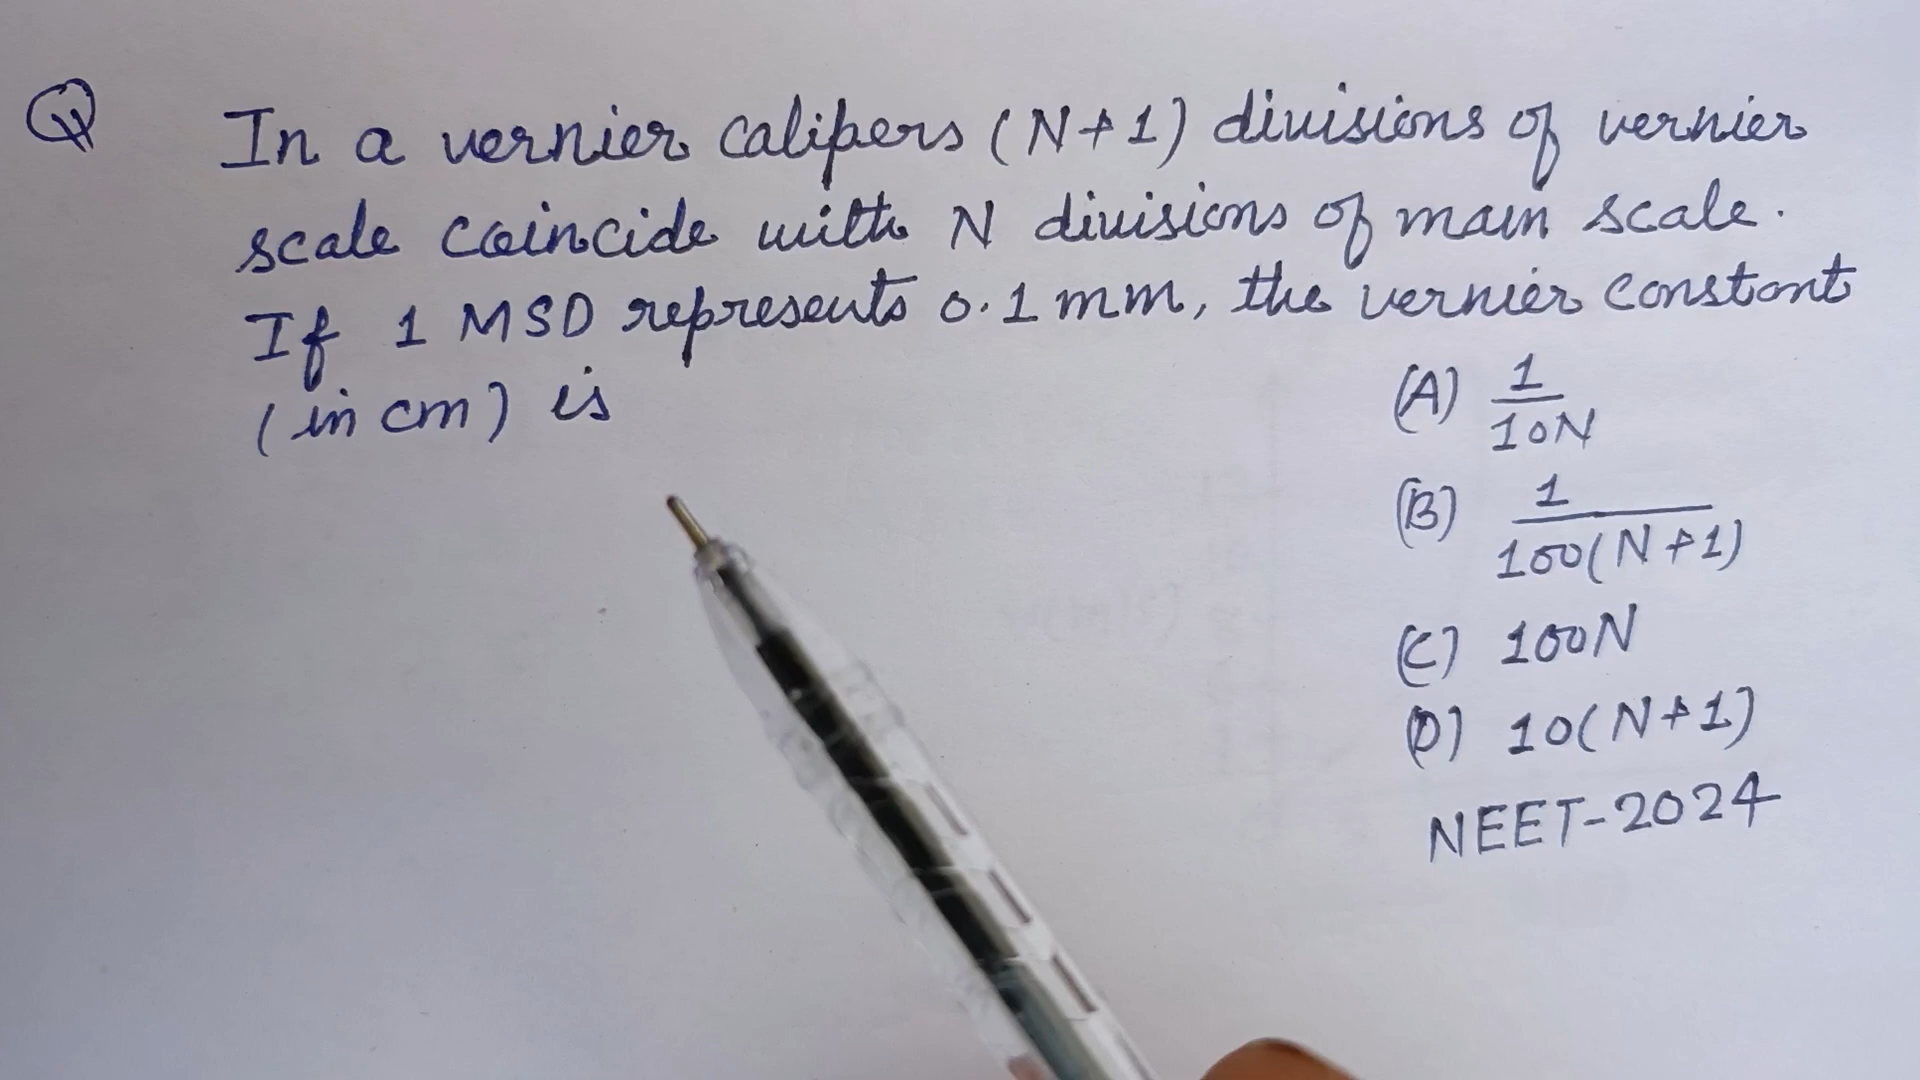 Q In a vernier calipers (N+1) divisions of vernier
scale coincide with N divisions of main scale.
If 1 MSD represents 0.1 mm, the vernier constant
(in cm) is
(A) 1/10N
(B) 1/100(N+1)
(C) 100N
(D) 10(N+1)
NEET-2024